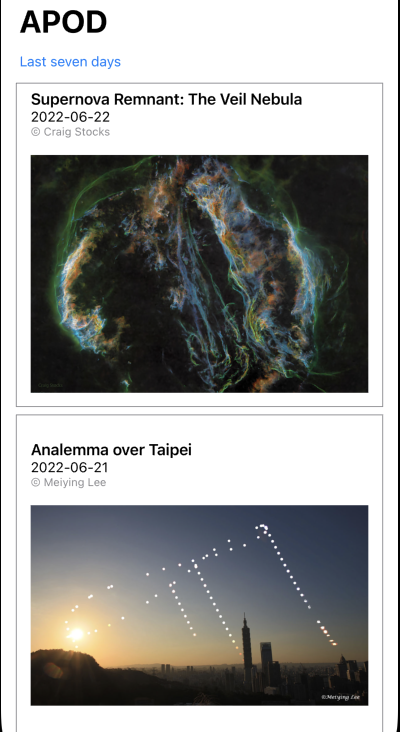 APOD
Last seven days
Supernova Remnant: The Veil Nebula
2022-06-22
© Craig Stocks
Analemma over Taipei
2022-06-21
© Meiying Lee
©Meiying Lee